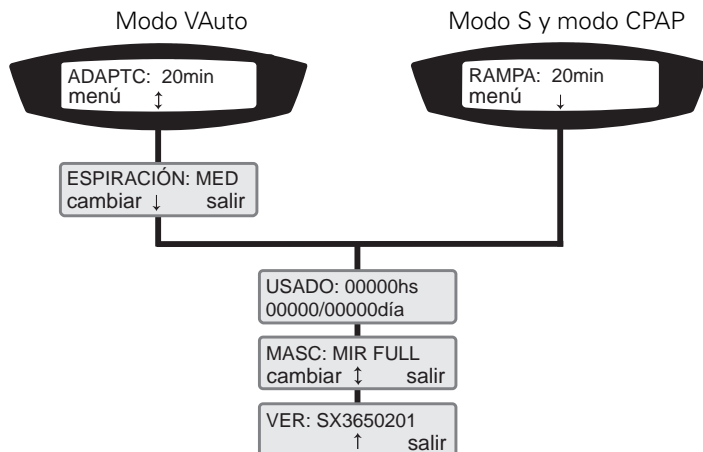 Modo VAuto
Modo S y modo CPAP
ADAPTC: 20min
menú ↕
RAMPA: 20min
menú ↓
ESPIRACIÓN: MED
cambiar ↓ salir
USADO: 00000hs
00000/00000día
MASC: MIR FULL
cambiar ↕ salir
VER: SX3650201
↑ salir